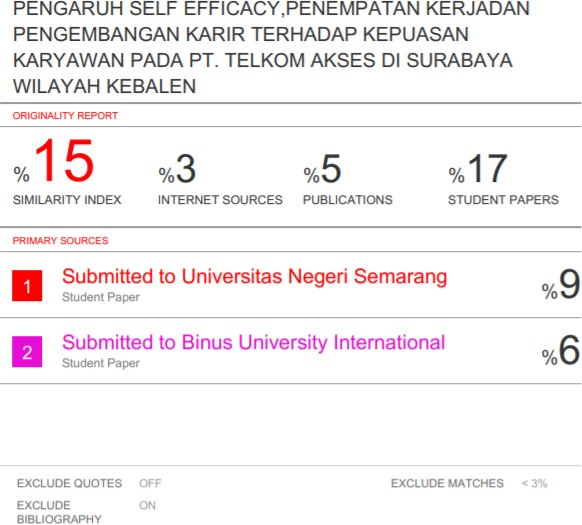 PENGARUH SELF EFFICACY,PENEMPATAN KERJADAN
PENGEMBANGAN KARIR TERHADAP KEPUASAN
KARYAWAN PADA PT. TELKOM AKSES DI SURABAYA
WILAYAH KEBALEN
ORIGINALITY REPORT
%15 %3 %5 %17
SIMILARITY INDEX INTERNET SOURCES PUBLICATIONS STUDENT PAPERS
PRIMARY SOURCES
1 Submitted to Universitas Negeri Semarang %9
Student Paper
2 Submitted to Binus University International %6
Student Paper
EXCLUDE QUOTES OFF EXCLUDE MATCHES < 3%
EXCLUDE ON
BIBLIOGRAPHY